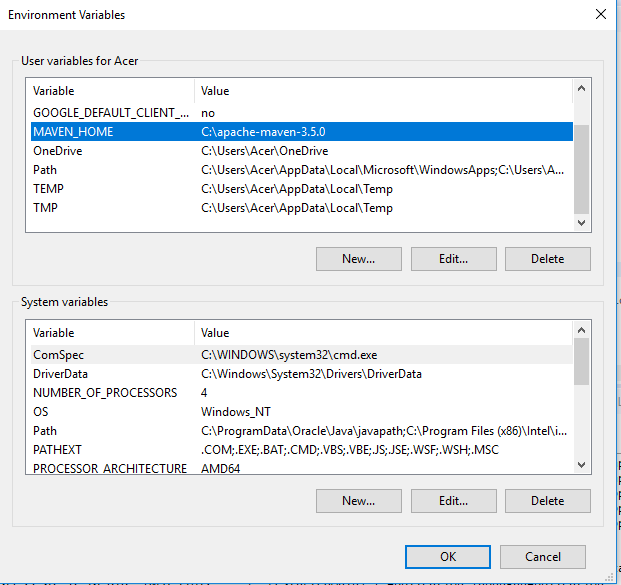 Environment Variables
User variables for Acer
Variable Value
GOOGLE_DEFAULT_CLIENT_... no
MAVEN_HOME C:\apache-maven-3.5.0
OneDrive C:\Users\Acer\OneDrive
Path C:\Users\Acer\AppData\Local\Microsoft\WindowsApps;C:\Users\A...
TEMP C:\Users\Acer\AppData\Local\Temp
TMP C:\Users\Acer\AppData\Local\Temp
New... Edit... Delete
System variables
Variable Value
ComSpec C:\WINDOWS\system32\cmd.exe
DriverData C:\Windows\System32\Drivers\DriverData
NUMBER_OF_PROCESSORS 4
OS Windows_NT
Path C:\ProgramData\Oracle\Java\javapath;C:\Program Files (x86)\Intel\i...
PATHEXT .COM;.EXE;.BAT;.CMD;.VBS;.VBE;.JS;.JSE;.WSF;.WSH;.MSC
PROCESSOR_ARCHITECTURE AMD64
New... Edit... Delete
OK Cancel